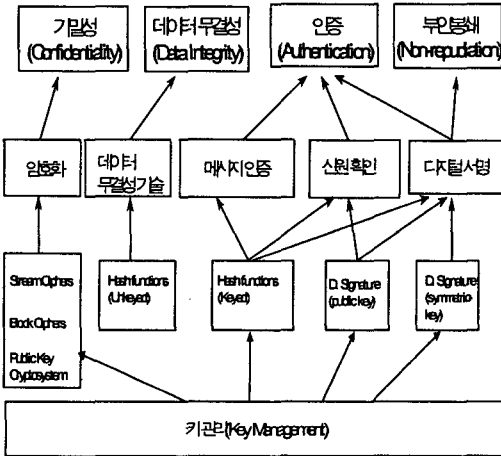 기밀성
(Confidentiality)
데이터 무결성
(Data Integrity)
인증
(Authentication)
부인봉쇄
(Non-repudiation)
암호화
데이터
무결성 기술
메시지 인증
신원 확인
디지털 서명
Stream Ciphers
Block Ciphers
Public Key
Cryptosystem
Hash functions
(Unkeyed)
Hash functions
(Keyed)
D. Signature
(public key)
D. Signature
(symmetric-
key)
키 관리(Key Management)